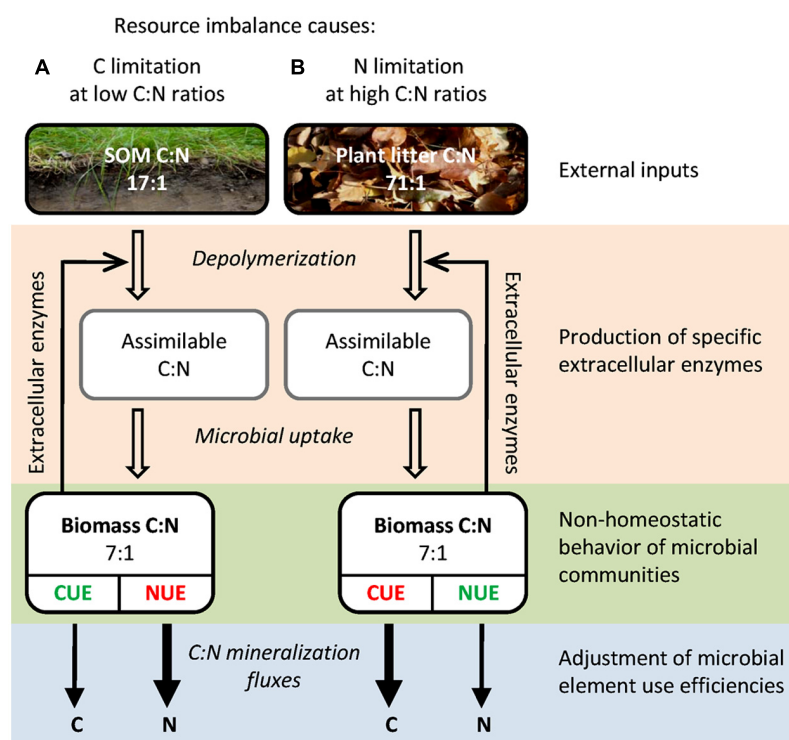 Resource imbalance causes:
A
C limitation
at low C:N ratios
B
N limitation
at high C:N ratios
SOM C:N
17:1
Plant litter C:N
71:1
External inputs
Depolymerization
Extracellular enzymes
Assimilable
C:N
Assimilable
C:N
Extracellular enzymes
Production of specific
extracellular enzymes
Microbial uptake
Biomass C:N
7:1
CUE NUE
Biomass C:N
7:1
CUE NUE
Non-homeostatic
behavior of microbial
communities
C:N mineralization
fluxes
Adjustment of microbial
element use efficiencies
C N C N